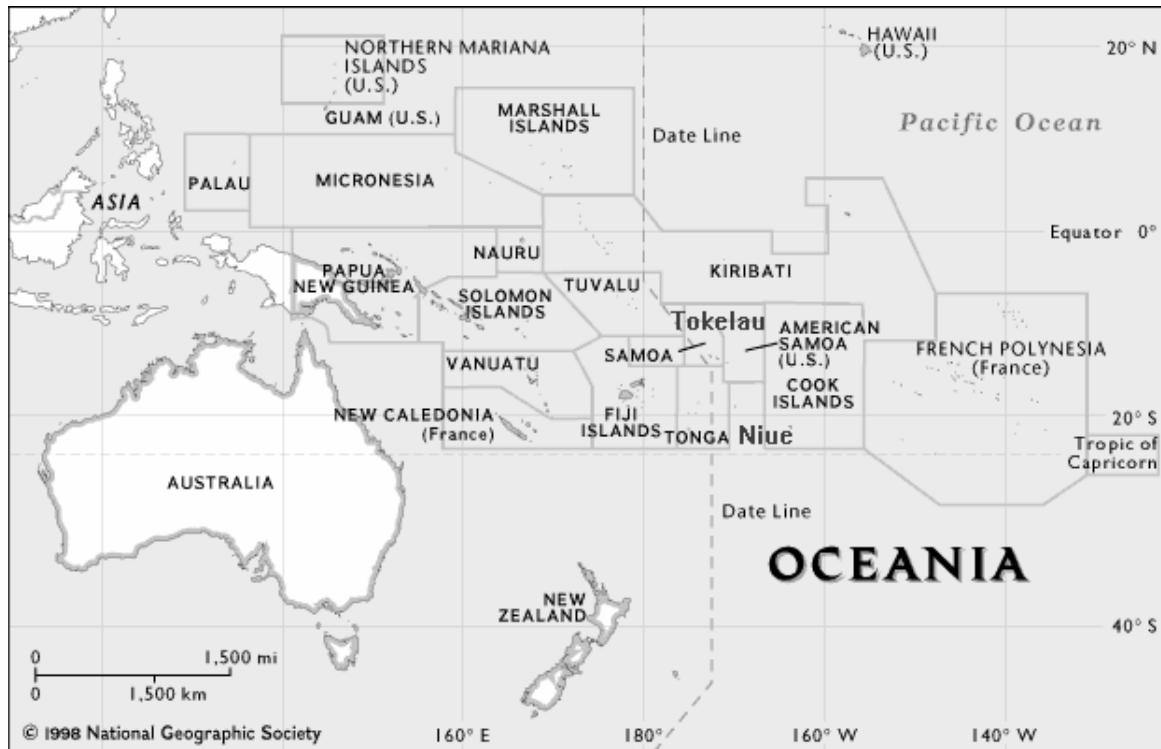 NORTHERN MARIANA
ISLANDS
(U.S.)
HAWAII
(U.S.)
20° N
GUAM (U.S.)
MARSHALL
ISLANDS
Pacific Ocean
Date Line
PALAU
MICRONESIA
ASIA
Equator 0°
NAURU
KIRIBATI
PAPUA
NEW GUINEA
TUVALU
SOLOMON
ISLANDS
Tokelau
AMERICAN
SAMOA
(U.S.)
SAMOA
FRENCH POLYNESIA
(France)
VANUATU
COOK
ISLANDS
NEW CALEDONIA
(France)
FIJI
ISLANDS
TONGA
Niue
20° S
Tropic of
Capricorn
AUSTRALIA
Date Line
OCEANIA
NEW
ZEALAND
40° S
0 1,500 mi
0 1,500 km
© 1998 National Geographic Society
160° E
180°
160° W
140° W